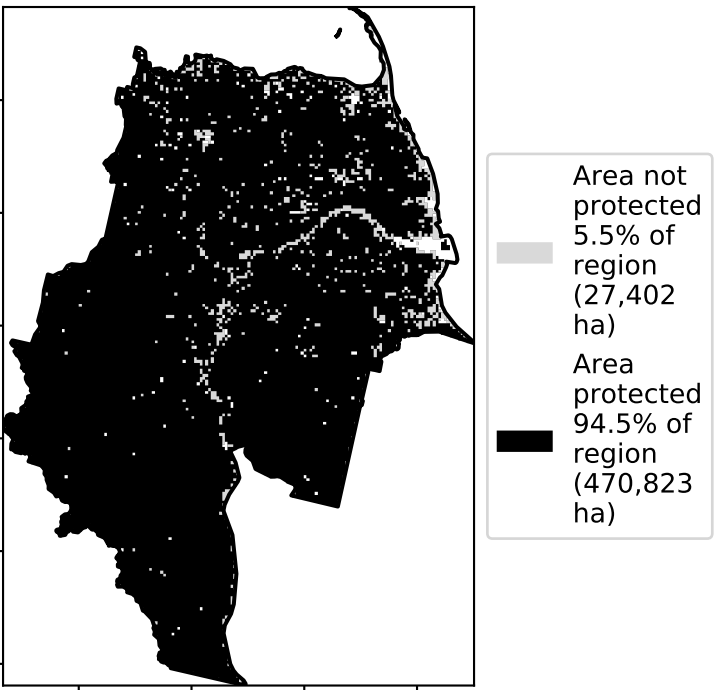 Area not
protected
5.5% of
region
(27,402
ha)
Area
protected
94.5% of
region
(470,823
ha)